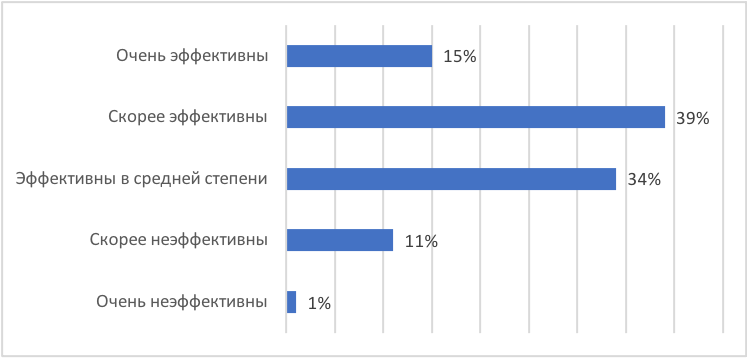 Очень эффективны 15%
Скорее эффективны 39%
Эффективны в средней степени 34%
Скорее неэффективны 11%
Очень неэффективны 1%